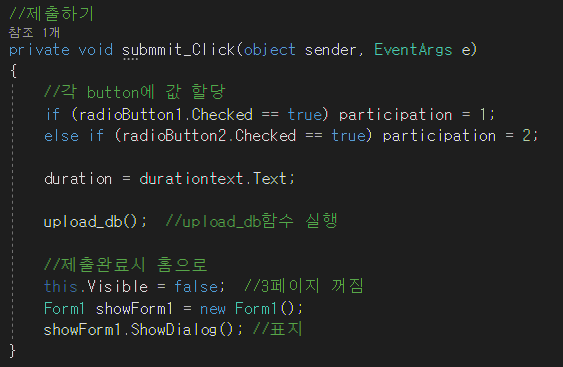 //제출하기
참조 1개
private void submmit_Click(object sender, EventArgs e)
{
//각 button에 값 할당
if (radioButton1.Checked == true) participation = 1;
else if (radioButton2.Checked == true) participation = 2;
duration = durationtext.Text;
upload_db(); //upload_db함수 실행
//제출완료시 홈으로
this.Visible = false; //3페이지 꺼짐
Form1 showForm1 = new Form1();
showForm1.ShowDialog(); //표지
}